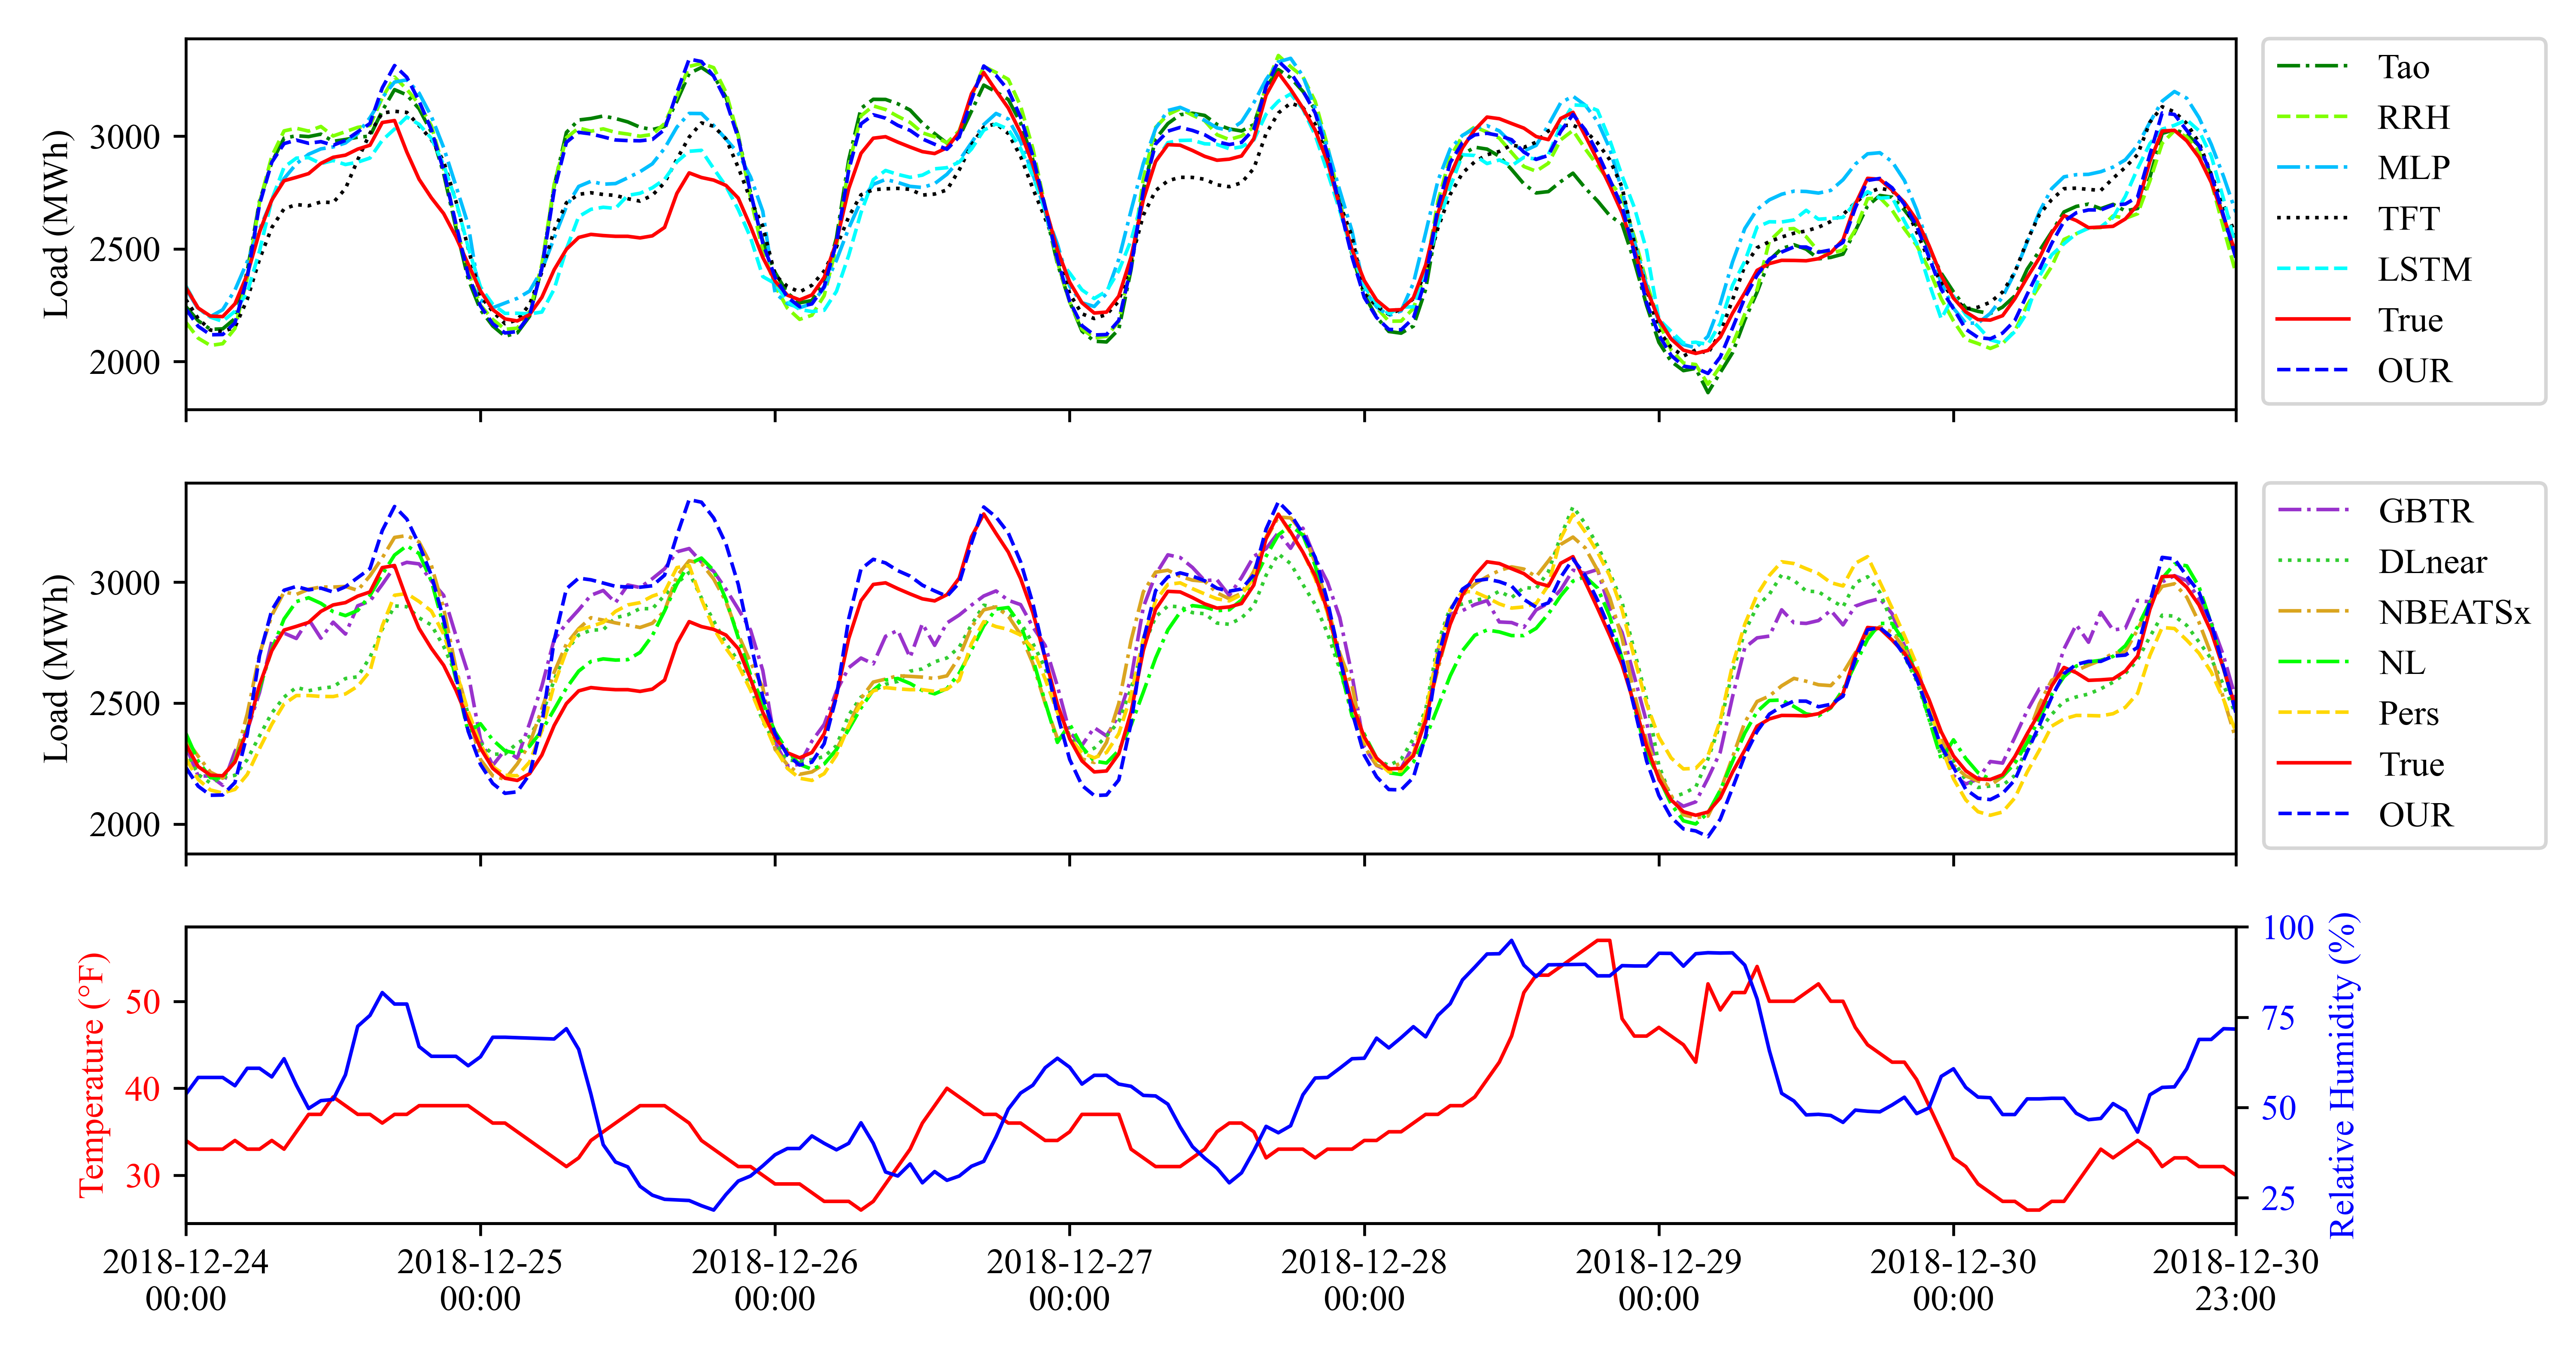 Load (MWh)
3000
2500
2000
Tao
RRH
MLP
TFT
LSTM
True
OUR
Load (MWh)
3000
2500
2000
GBTR
DLnear
NBEATSx
NL
Pers
True
OUR
Temperature (°F)
50
40
30
100
75
50
25
Relative Humidity (%)
2018-12-24
00:00
2018-12-25
00:00
2018-12-26
00:00
2018-12-27
00:00
2018-12-28
00:00
2018-12-29
00:00
2018-12-30
00:00
2018-12-30
23:00